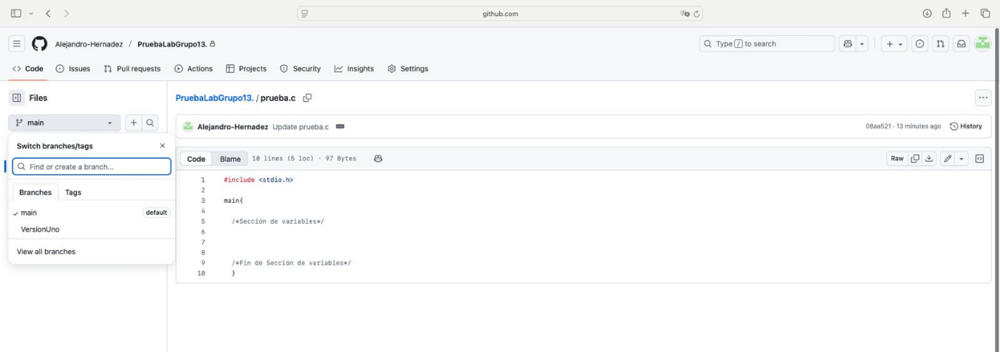 github.com
Alejandro-Hernadez / PruebaLabGrupo13.
Type / to search
Code Issues Pull requests Actions Projects Security Insights Settings
Files
PruebaLabGrupo13. / prueba.c
main
Alejandro-Hernadez Update prueba.c
08aa521 · 13 minutes ago History
Switch branches/tags
Find or create a branch...
Code Blame 10 lines (5 loc) · 97 Bytes
Raw
Branches Tags
main default
VersionUno
View all branches
1 #include <stdio.h>
2
3 main{
4
5 /*Sección de variables*/
6
7
8
9 /*Fin de Sección de variables*/
10 }